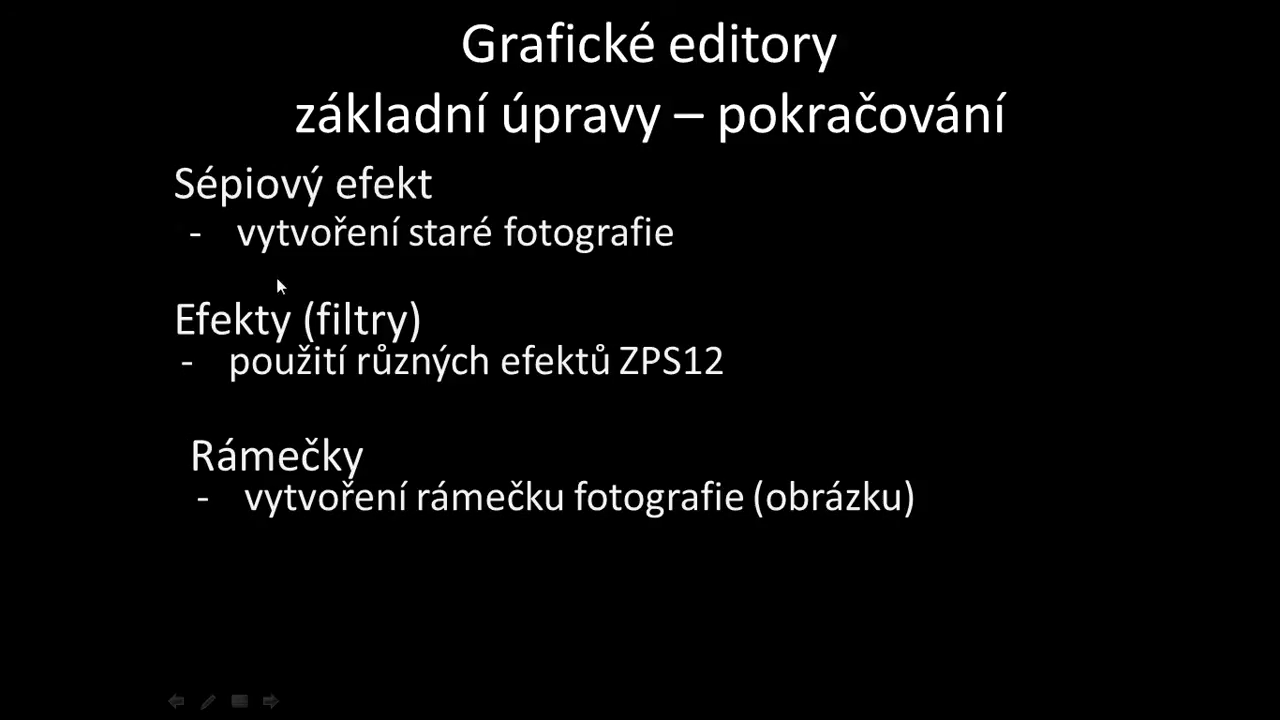 Grafické editory
základní úpravy – pokračování
Sépiový efekt
- vytvoření staré fotografie
Efekty (filtry)
- použití různých efektů ZPS12
Rámečky
- vytvoření rámečku fotografie (obrázku)